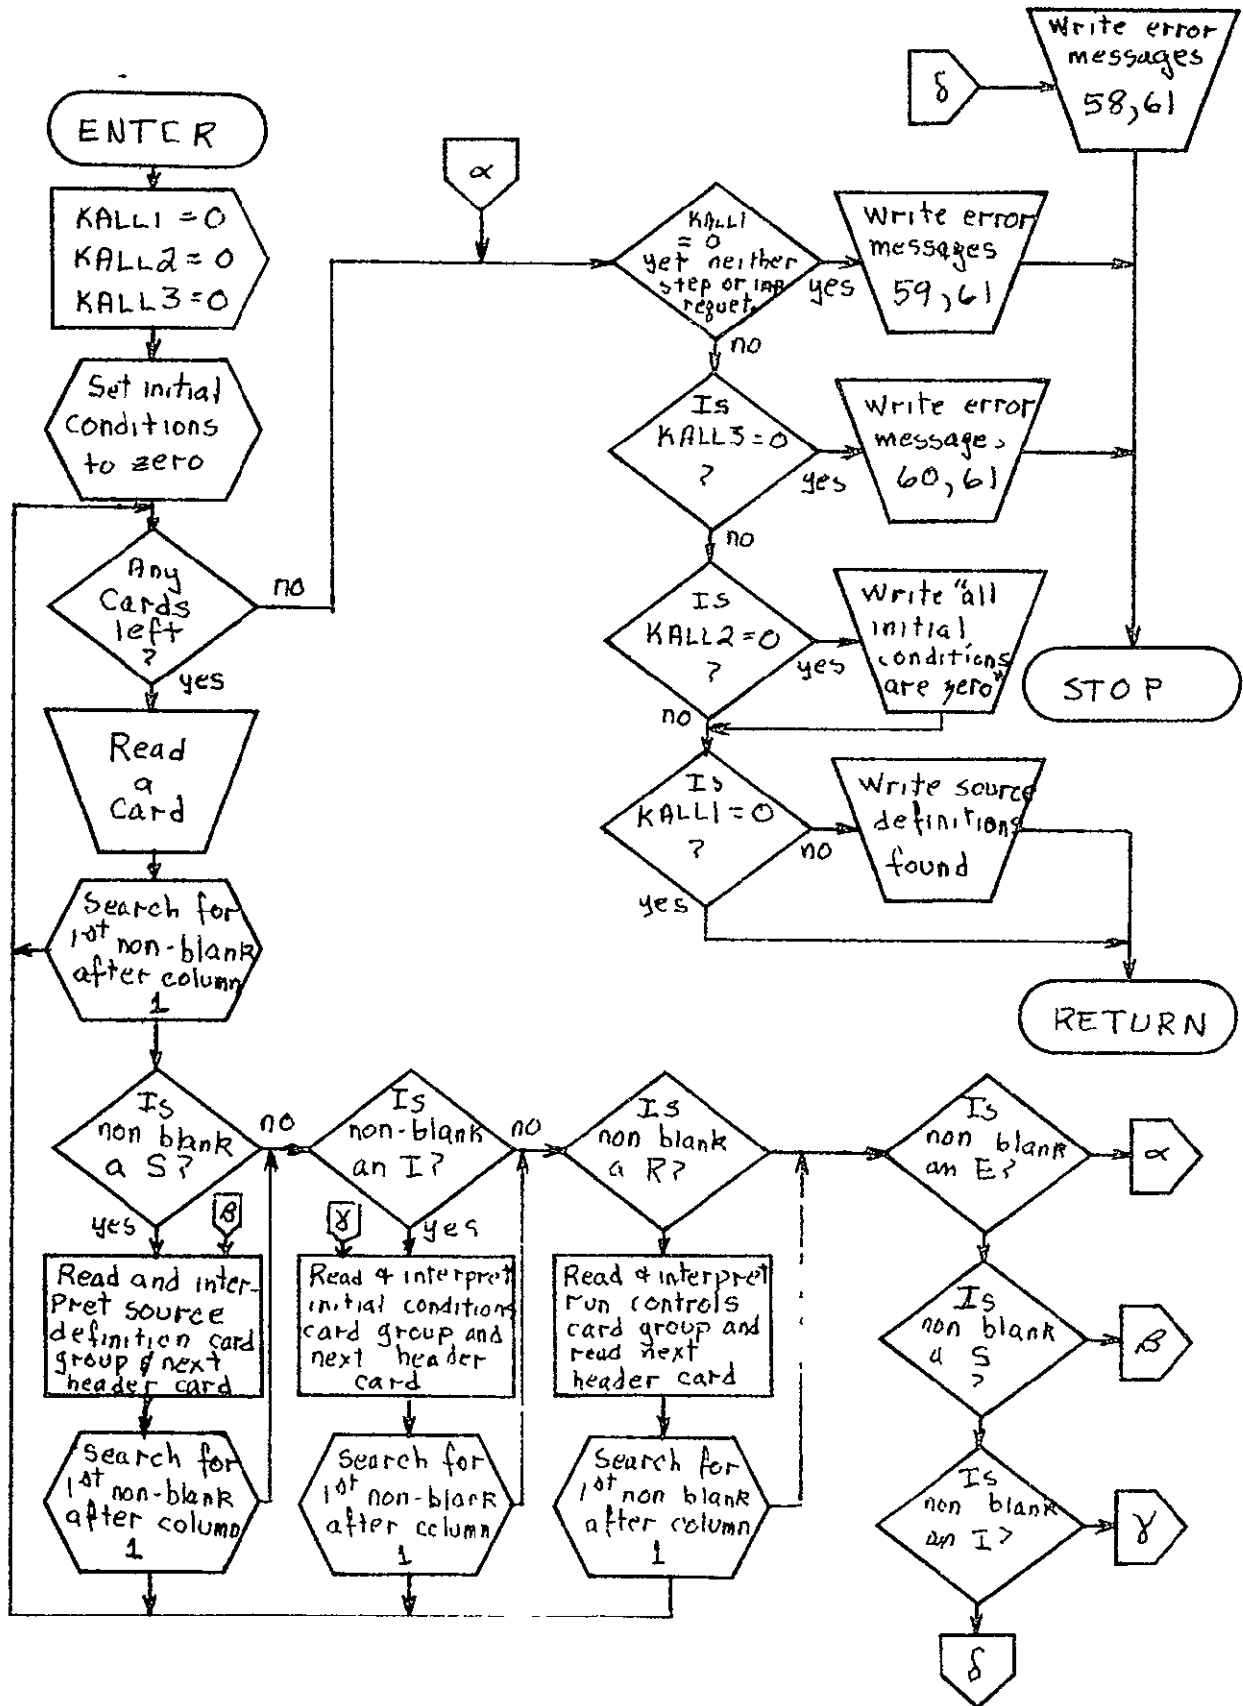 ENTER
KALL1 = 0
KALL2 = 0
KALL3 = 0
Set initial
conditions
to zero
Any
Cards
left
?
no
yes
Read
a
Card
Search for
1st non-blank
after column
1
α
KALL1
= 0
yet neither
step or
yes
no
Write error
messages
59, 61
δ
Write error
messages
58, 61
Is
KALL3 = 0
?
yes
no
Write error
60, 61
Is
KALL2 = 0
?
yes
no
Write "all
initial
conditions
are zero"
STOP
Is
KALL1 = 0
?
no
yes
Write source
definitions
found
RETURN
Is
non blank
a S?
no
yes
β
Is
non-blank
an I?
no
yes
γ
Is
non blank
a R?
Is
non blank
an E?
α
Read and inter-
pret source
definition card
group & next
header card
Read & interpret
initial conditions
card group and
next header
card
Read & interpret
run controls
card group and
read next
header card
Is
non blank
a S
?
β
Search for
1st non-blank
after column
1
Search for
1st non-blank
after column
1
Search for
1st non blank
after column
1
Is
non blank
an I?
γ
δ